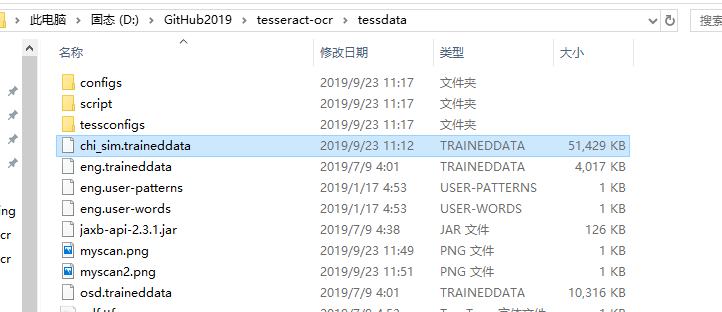 此电脑 › 固态 (D:) › GitHub2019 › tesseract-ocr › tessdata 搜索
名称 修改日期 类型 大小
configs 2019/9/23 11:17 文件夹
script 2019/9/23 11:17 文件夹
tessconfigs 2019/9/23 11:17 文件夹
chi_sim.traineddata 2019/9/23 11:12 TRAINEDDATA 51,429 KB
eng.traineddata 2019/7/9 4:01 TRAINEDDATA 4,017 KB
eng.user-patterns 2019/1/17 4:53 USER-PATTERNS 1 KB
eng.user-words 2019/1/17 4:53 USER-WORDS 1 KB
ing jaxb-api-2.3.1.jar 2019/7/9 4:38 JAR 文件 126 KB
cr myscan.png 2019/9/23 11:49 PNG 文件 1 KB
cr myscan2.png 2019/9/23 11:51 PNG 文件 1 KB
osd.traineddata 2019/7/9 4:01 TRAINEDDATA 10,316 KB